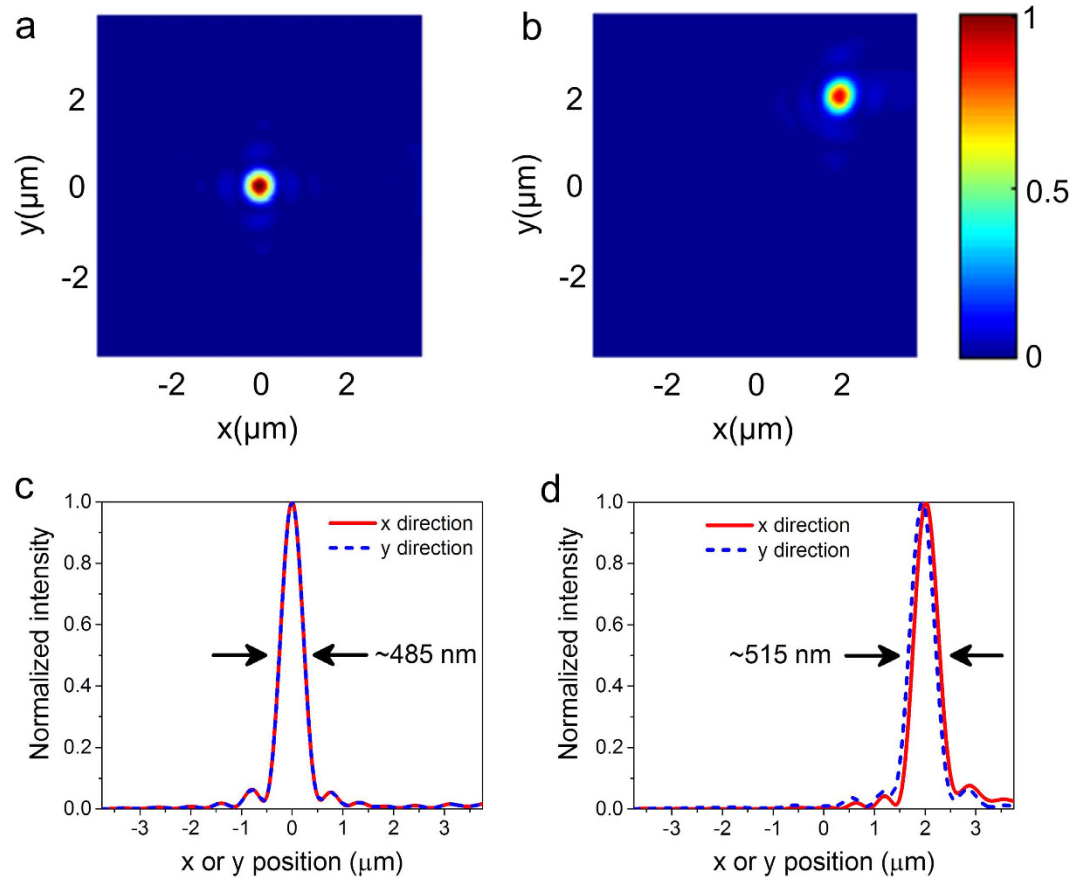 a
b
y(µm)
2
0
-2
-2 0 2
x(µm)
y(µm)
2
0
-2
-2 0 2
x(µm)
1
0.5
0
c
Normalized intensity
1.0
0.8
0.6
0.4
0.2
0.0
x direction
y direction
~485 nm
-3 -2 -1 0 1 2 3
x or y position (µm)
d
Normalized intensity
1.0
0.8
0.6
0.4
0.2
0.0
x direction
y direction
~515 nm
-3 -2 -1 0 1 2 3
x or y position (µm)